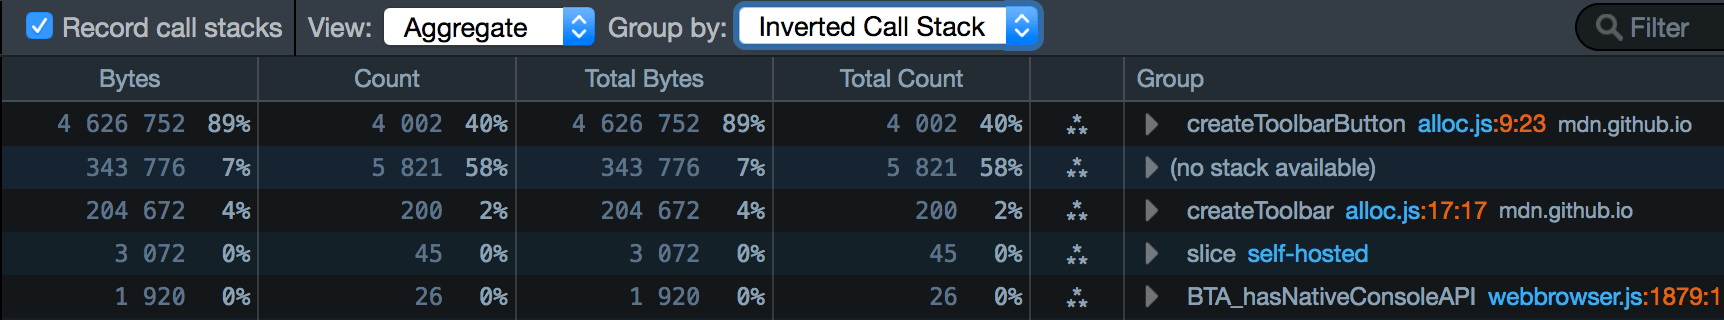 Record call stacks View: Aggregate Group by: Inverted Call Stack Filter
Bytes Count Total Bytes Total Count Group
4 626 752 89% 4 002 40% 4 626 752 89% 4 002 40% *** createToolbarButton alloc.js:9:23 mdn.github.io
343 776 7% 5 821 58% 343 776 7% 5 821 58% *** (no stack available)
204 672 4% 200 2% 204 672 4% 200 2% *** createToolbar alloc.js:17:17 mdn.github.io
3 072 0% 45 0% 3 072 0% 45 0% *** slice self-hosted
1 920 0% 26 0% 1 920 0% 26 0% *** BTA_hasNativeConsoleAPI webbrowser.js:1879:1